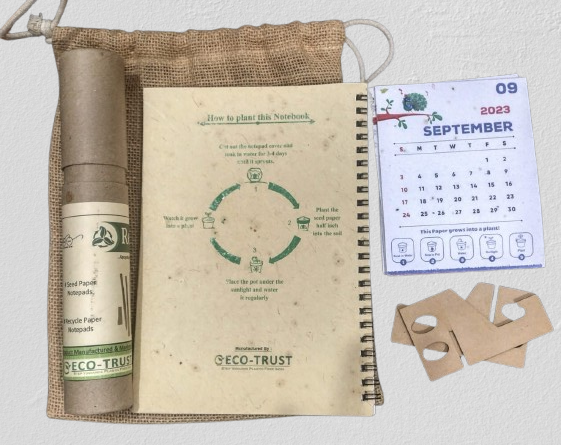 How to plant this Notebook
Cut out the notepad cover and
soak in water for 3-4 days
until it sprouts.
1
Watch it grow
into a plant
2
Plant the
seed paper
half inch
into the soil
3
Place the pot under the
sunlight and water
it regularly
Manufactured By :-
ECO-TRUST
Seed Paper
Notepads
Recycle Paper
Notepads
ECO-TRUST
09
2023
SEPTEMBER
S M T W T F S
1 2
3 4 5 6 7 8 9
10 11 12 13 14 15 16
17 18 19 20 21 22 23
24 25 26 27 28 29 30
This Paper grows into a plant!
1 2 3 4 5